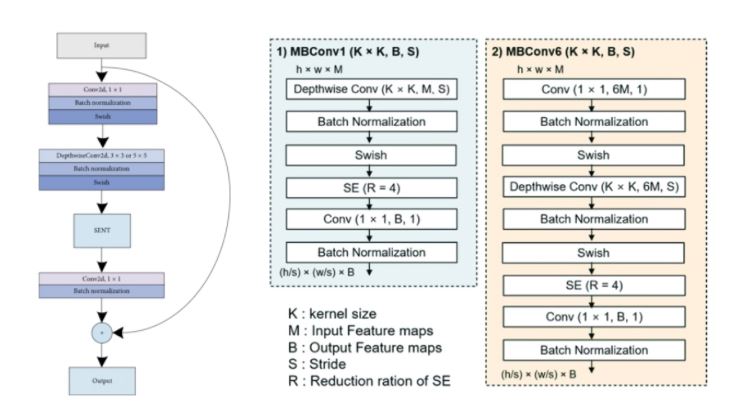 Input
Conv2d, 1 × 1
Batch normalization
Swish
DepthwiseConv2d, 3 × 3 or 5 × 5
Batch normalization
Swish
SENT
Conv2d, 1 × 1
Batch normalization
+
Output
1) MBConv1 (K × K, B, S)
h × w × M
Depthwise Conv (K × K, M, S)
Batch Normalization
Swish
SE (R = 4)
Conv (1 × 1, B, 1)
Batch Normalization
(h/s) × (w/s) × B
K : kernel size
M : Input Feature maps
B : Output Feature maps
S : Stride
R : Reduction ration of SE
2) MBConv6 (K × K, B, S)
h × w × M
Conv (1 × 1, 6M, 1)
Batch Normalization
Swish
Depthwise Conv (K × K, 6M, S)
Batch Normalization
Swish
SE (R = 4)
Conv (1 × 1, B, 1)
Batch Normalization
(h/s) × (w/s) × B